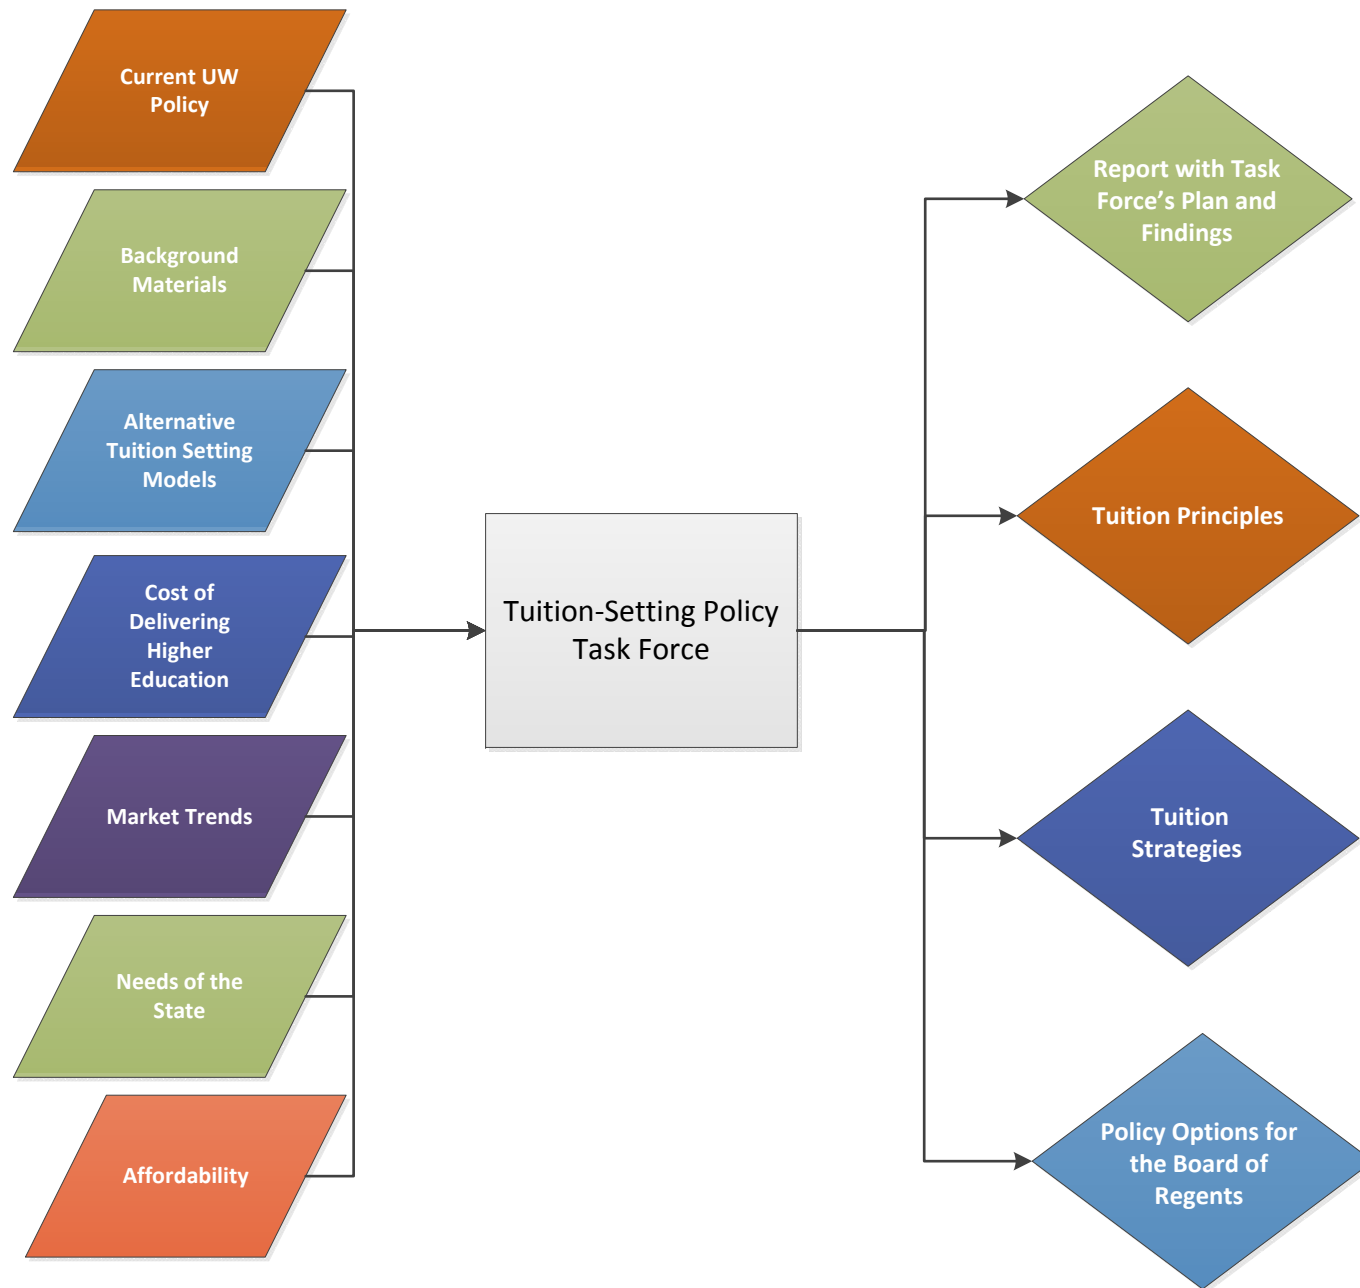 Current UW
Policy
Background
Materials
Alternative
Tuition Setting
Models
Cost of
Delivering
Higher
Education
Market Trends
Needs of the
State
Affordability
Tuition-Setting Policy
Task Force
Report with Task
Force’s Plan and
Findings
Tuition Principles
Tuition
Strategies
Policy Options for
the Board of
Regents